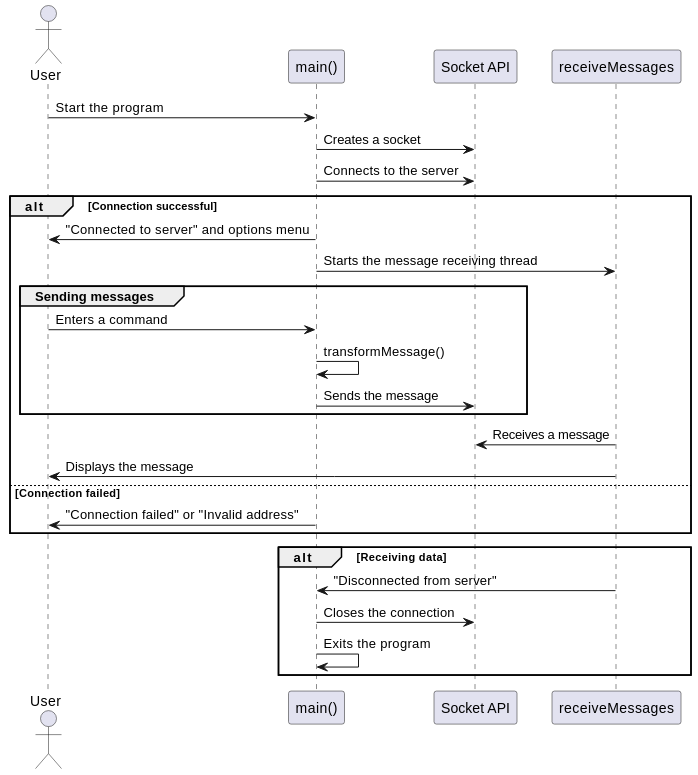 User
main()
Socket API
receiveMessages
Start the program
Creates a socket
Connects to the server
alt [Connection successful]
"Connected to server" and options menu
Starts the message receiving thread
Sending messages
Enters a command
transformMessage()
Sends the message
Receives a message
Displays the message
[Connection failed]
"Connection failed" or "Invalid address"
alt [Receiving data]
"Disconnected from server"
Closes the connection
Exits the program
User
main()
Socket API
receiveMessages